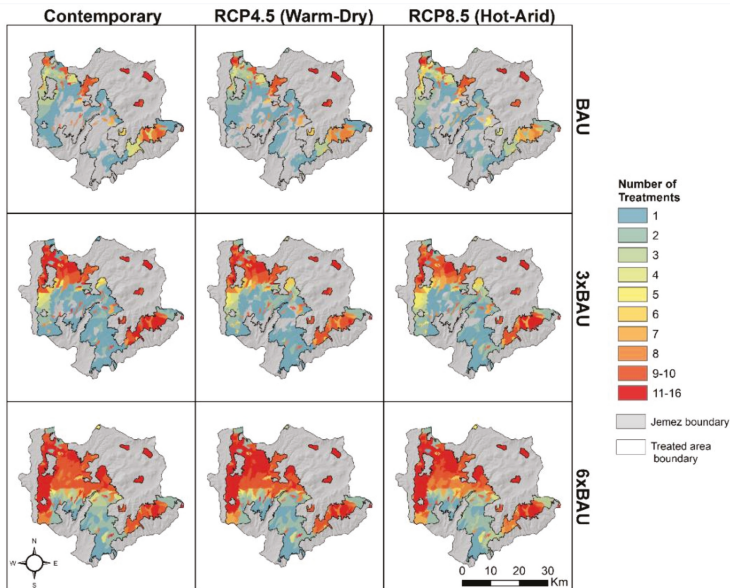 Contemporary
RCP4.5 (Warm-Dry)
RCP8.5 (Hot-Arid)
BAU
3xBAU
6xBAU
Number of
Treatments
1
2
3
4
5
6
7
8
9-10
11-16
Jemez boundary
Treated area
boundary
N
W
E
S
0 10 20 30
Km